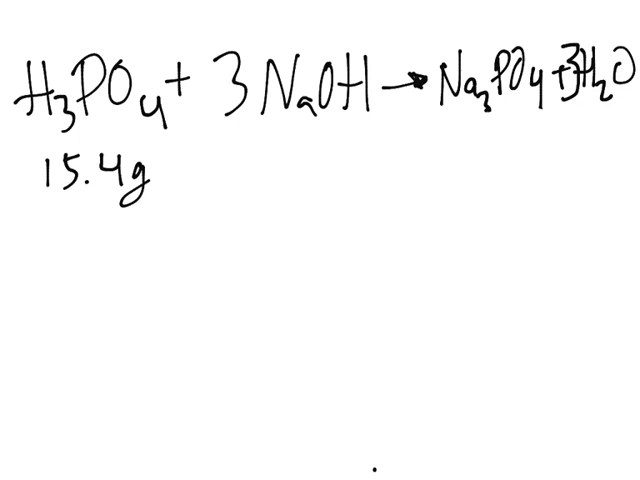 H₃PO₄ + 3 NaOH → Na₃PO₄ + 3H₂O
15.4g